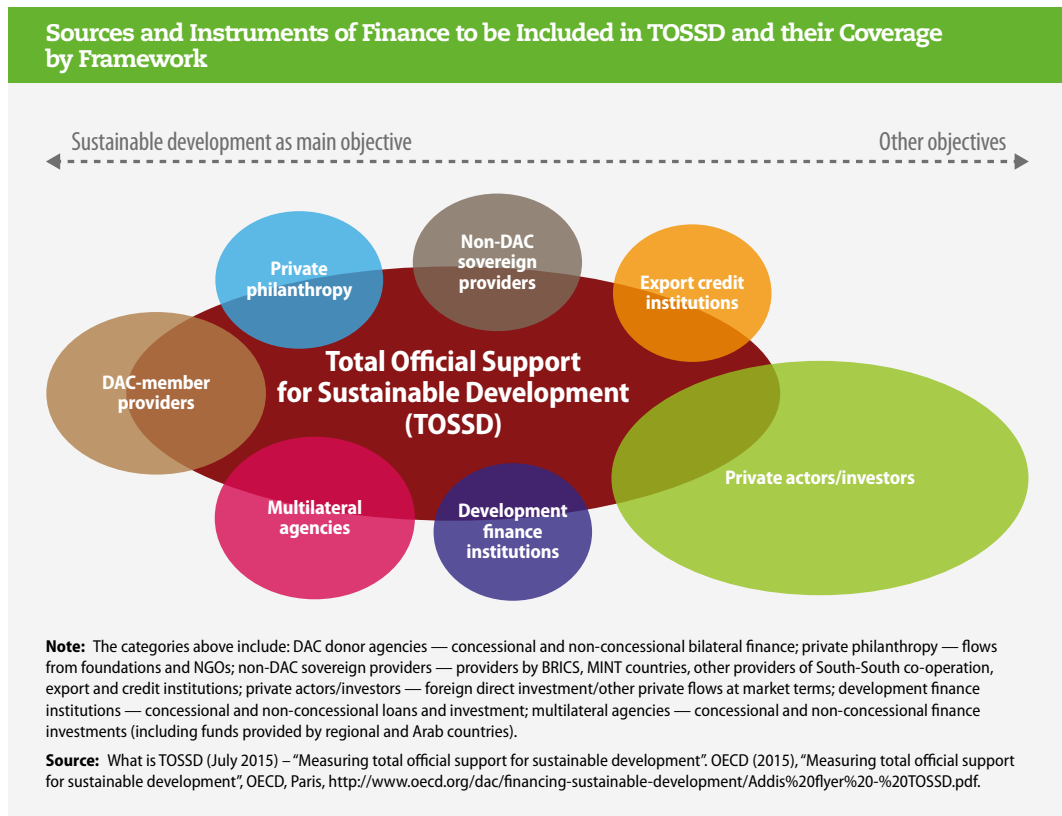 Sources and Instruments of Finance to be Included in TOSSD and their Coverage
by Framework
Sustainable development as main objective
Other objectives
Private
philanthropy
Non-DAC
sovereign
providers
Export credit
institutions
DAC-member
providers
Total Official Support
for Sustainable Development
(TOSSD)
Private actors/investors
Multilateral
agencies
Development
finance
institutions
Note: The categories above include: DAC donor agencies — concessional and non-concessional bilateral finance; private philanthropy — flows
from foundations and NGOs; non-DAC sovereign providers — providers by BRICS, MINT countries, other providers of South-South co-operation,
export and credit institutions; private actors/investors — foreign direct investment/other private flows at market terms; development finance
institutions — concessional and non-concessional loans and investment; multilateral agencies — concessional and non-concessional finance
investments (including funds provided by regional and Arab countries).
Source: What is TOSSD (July 2015) – “Measuring total official support for sustainable development”. OECD (2015), “Measuring total official support
for sustainable development”, OECD, Paris, http://www.oecd.org/dac/financing-sustainable-development/Addis%20flyer%20-%20TOSSD.pdf.